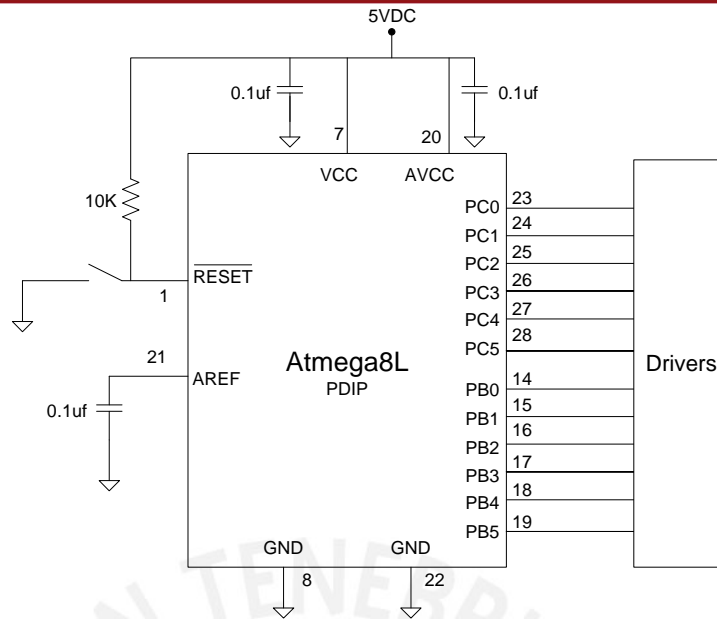 5VDC
0.1uf
0.1uf
7
20
VCC
AVCC
10K
PC0 23
PC1 24
PC2 25
PC3 26
PC4 27
PC5 28
RESET
1
21
AREF
0.1uf
Atmega8L
PDIP
Drivers
PB0 14
PB1 15
PB2 16
PB3 17
PB4 18
PB5 19
GND
GND
8
22
N TENEBR